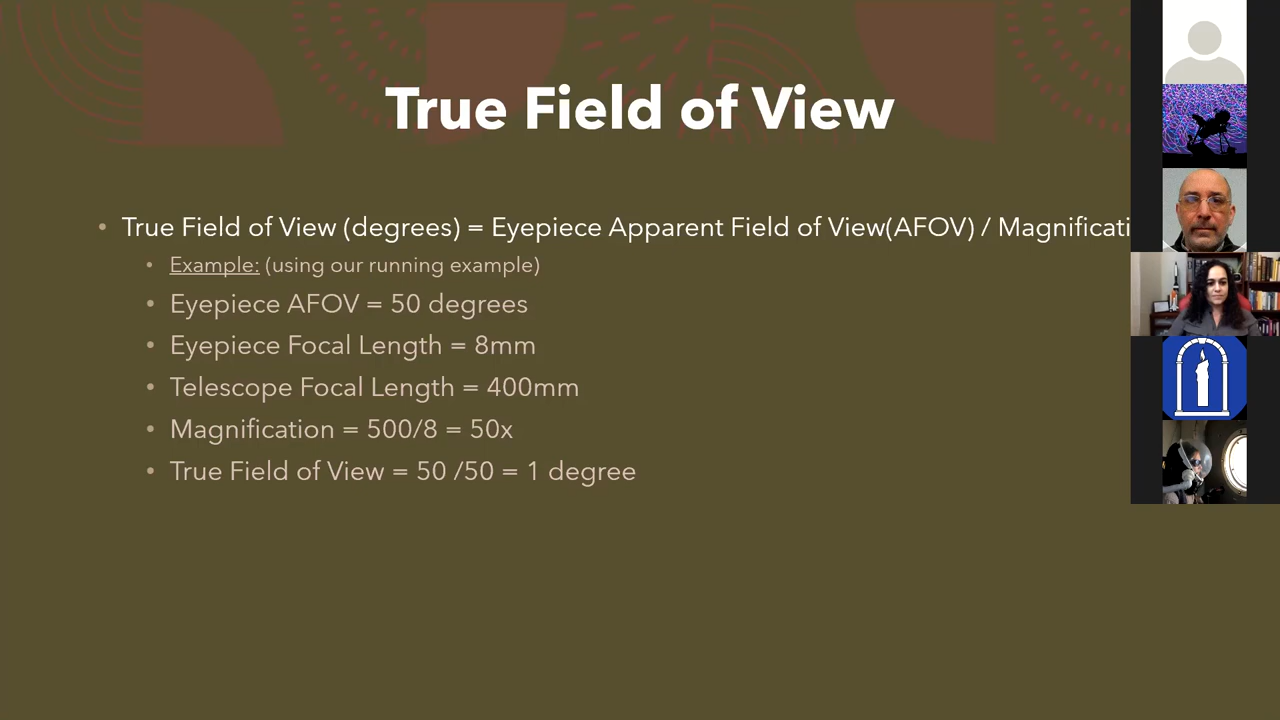 True Field of View
True Field of View (degrees) = Eyepiece Apparent Field of View(AFOV) / Magnificati
Example: (using our running example)
Eyepiece AFOV = 50 degrees
Eyepiece Focal Length = 8mm
Telescope Focal Length = 400mm
Magnification = 500/8 = 50x
True Field of View = 50 /50 = 1 degree